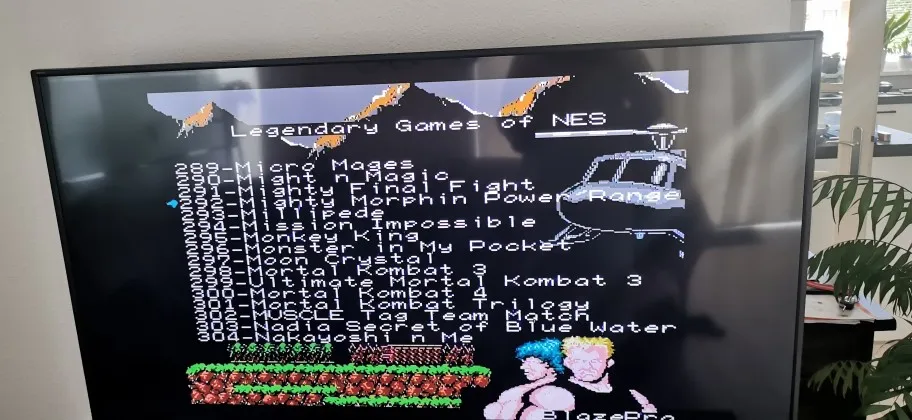 Legendary Games of NES
289-Micro Mages
290-Might n Magic
291-Mighty Final Fight
292-Mighty Morphin Power Range
293-Millipede
294-Mission Impossible
295-Monkey King
296-Monster in My Pocket
297-Moon Crystal
298-Mortal Kombat 3
299-Ultimate Mortal Kombat 3
300-Mortal Kombat 4
301-Mortal Kombat Trilogy
302-MUSCLE Tag Team Match
303-Nadia Secret of Blue Water
304-Nakayoshi n Me
BlazePro